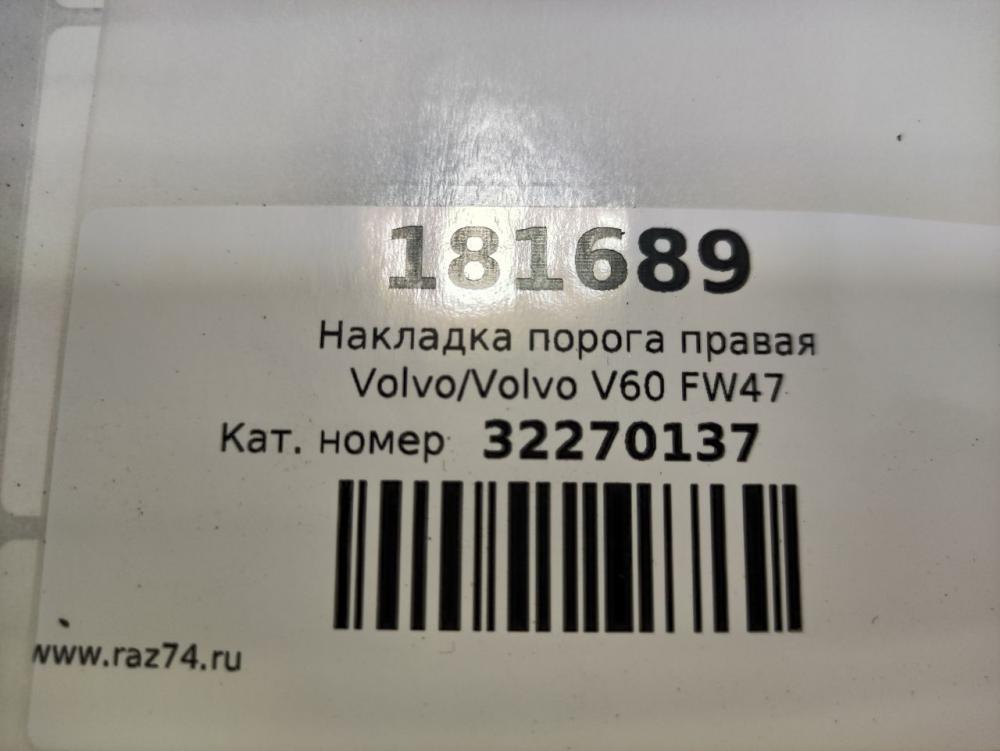 181689
Накладка порога правая
Volvo/Volvo V60 FW47
Кат. номер 32270137
www.raz74.ru